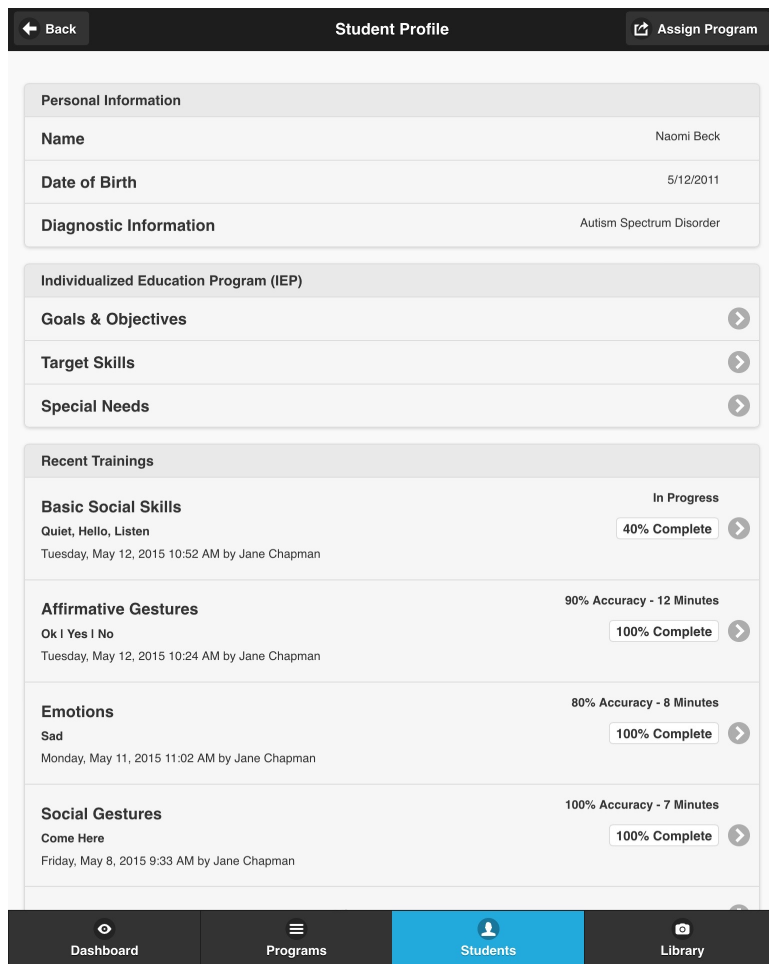 Back
Student Profile
Assign Program
Personal Information
Name
Naomi Beck
Date of Birth
5/12/2011
Diagnostic Information
Autism Spectrum Disorder
Individualized Education Program (IEP)
Goals & Objectives
Target Skills
Special Needs
Recent Trainings
Basic Social Skills
In Progress
Quiet, Hello, Listen
40% Complete
Tuesday, May 12, 2015 10:52 AM by Jane Chapman
Affirmative Gestures
90% Accuracy - 12 Minutes
Ok | Yes | No
100% Complete
Tuesday, May 12, 2015 10:24 AM by Jane Chapman
Emotions
80% Accuracy - 8 Minutes
Sad
100% Complete
Monday, May 11, 2015 11:02 AM by Jane Chapman
Social Gestures
100% Accuracy - 7 Minutes
Come Here
100% Complete
Friday, May 8, 2015 9:33 AM by Jane Chapman
Dashboard
Programs
Students
Library